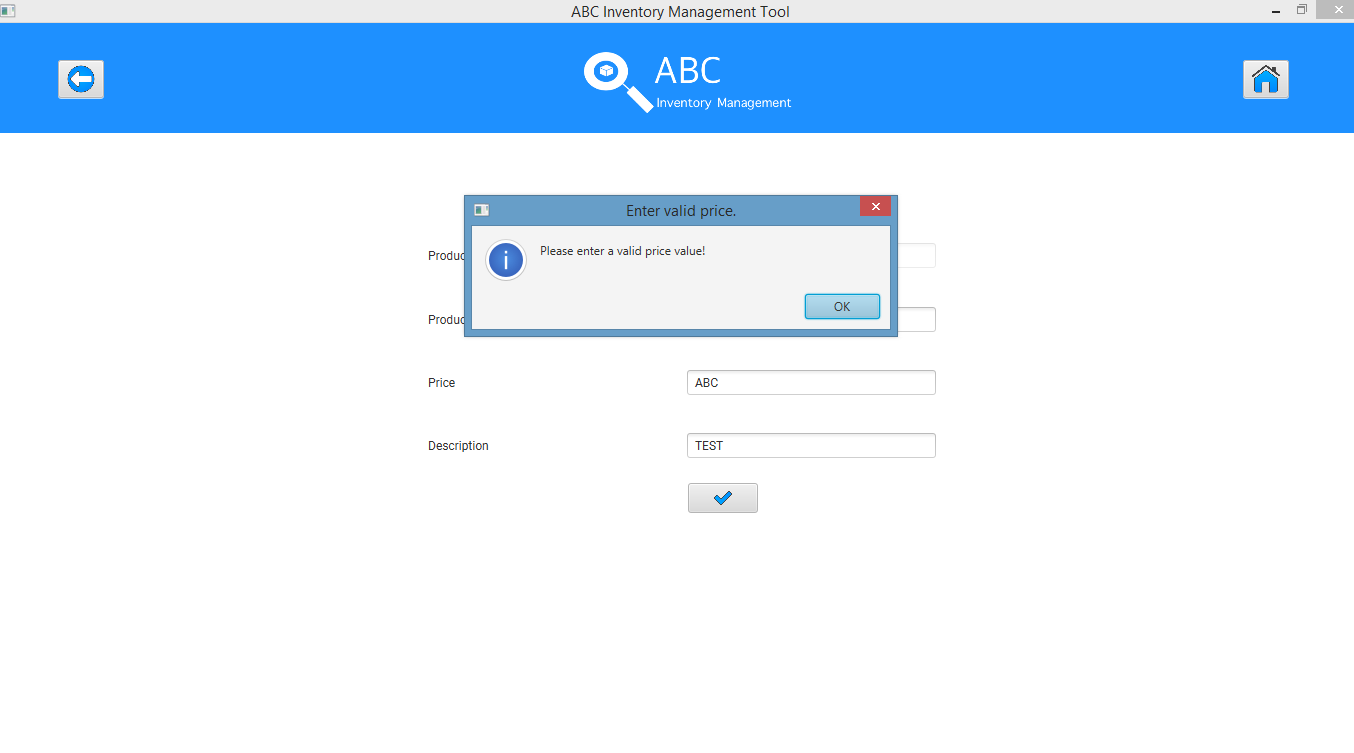 ABC Inventory Management Tool
ABC
Inventory Management
Enter valid price.
Please enter a valid price value!
OK
Produc
Produc
Price
ABC
Description
TEST